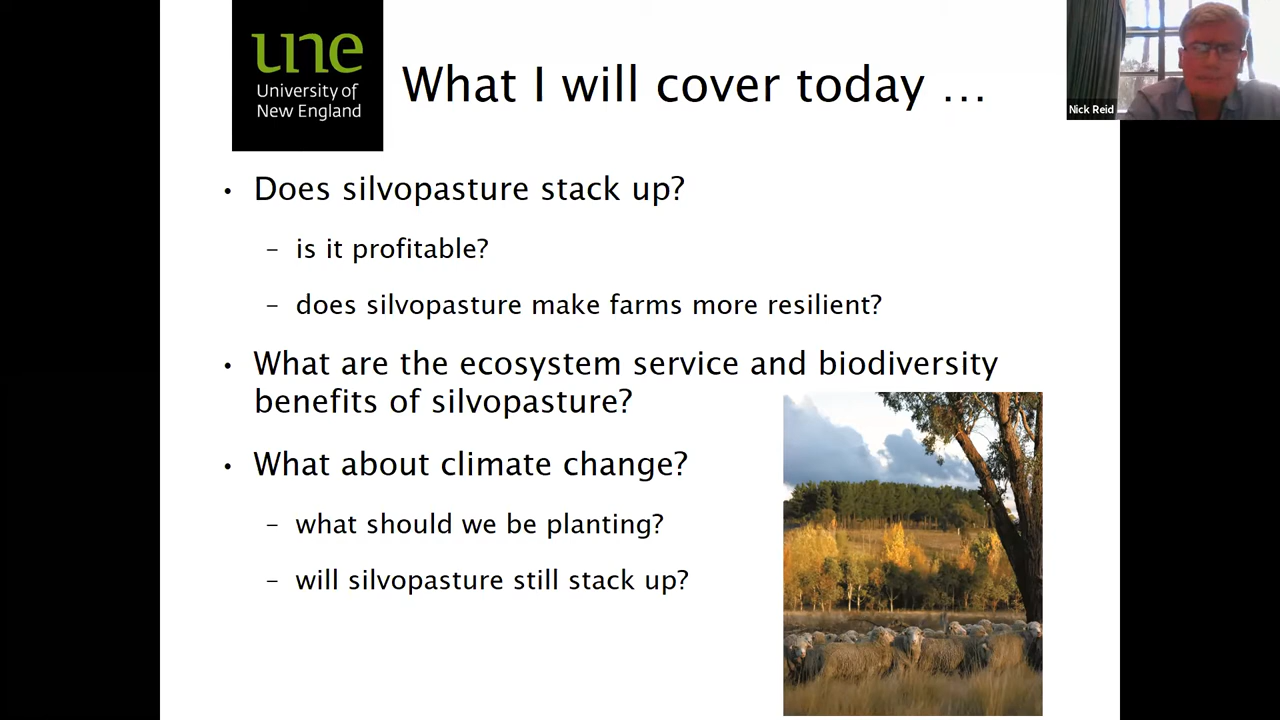 une
University of
New England
What I will cover today …
Nick Reid
• Does silvopasture stack up?
– is it profitable?
– does silvopasture make farms more resilient?
• What are the ecosystem service and biodiversity
benefits of silvopasture?
• What about climate change?
– what should we be planting?
– will silvopasture still stack up?